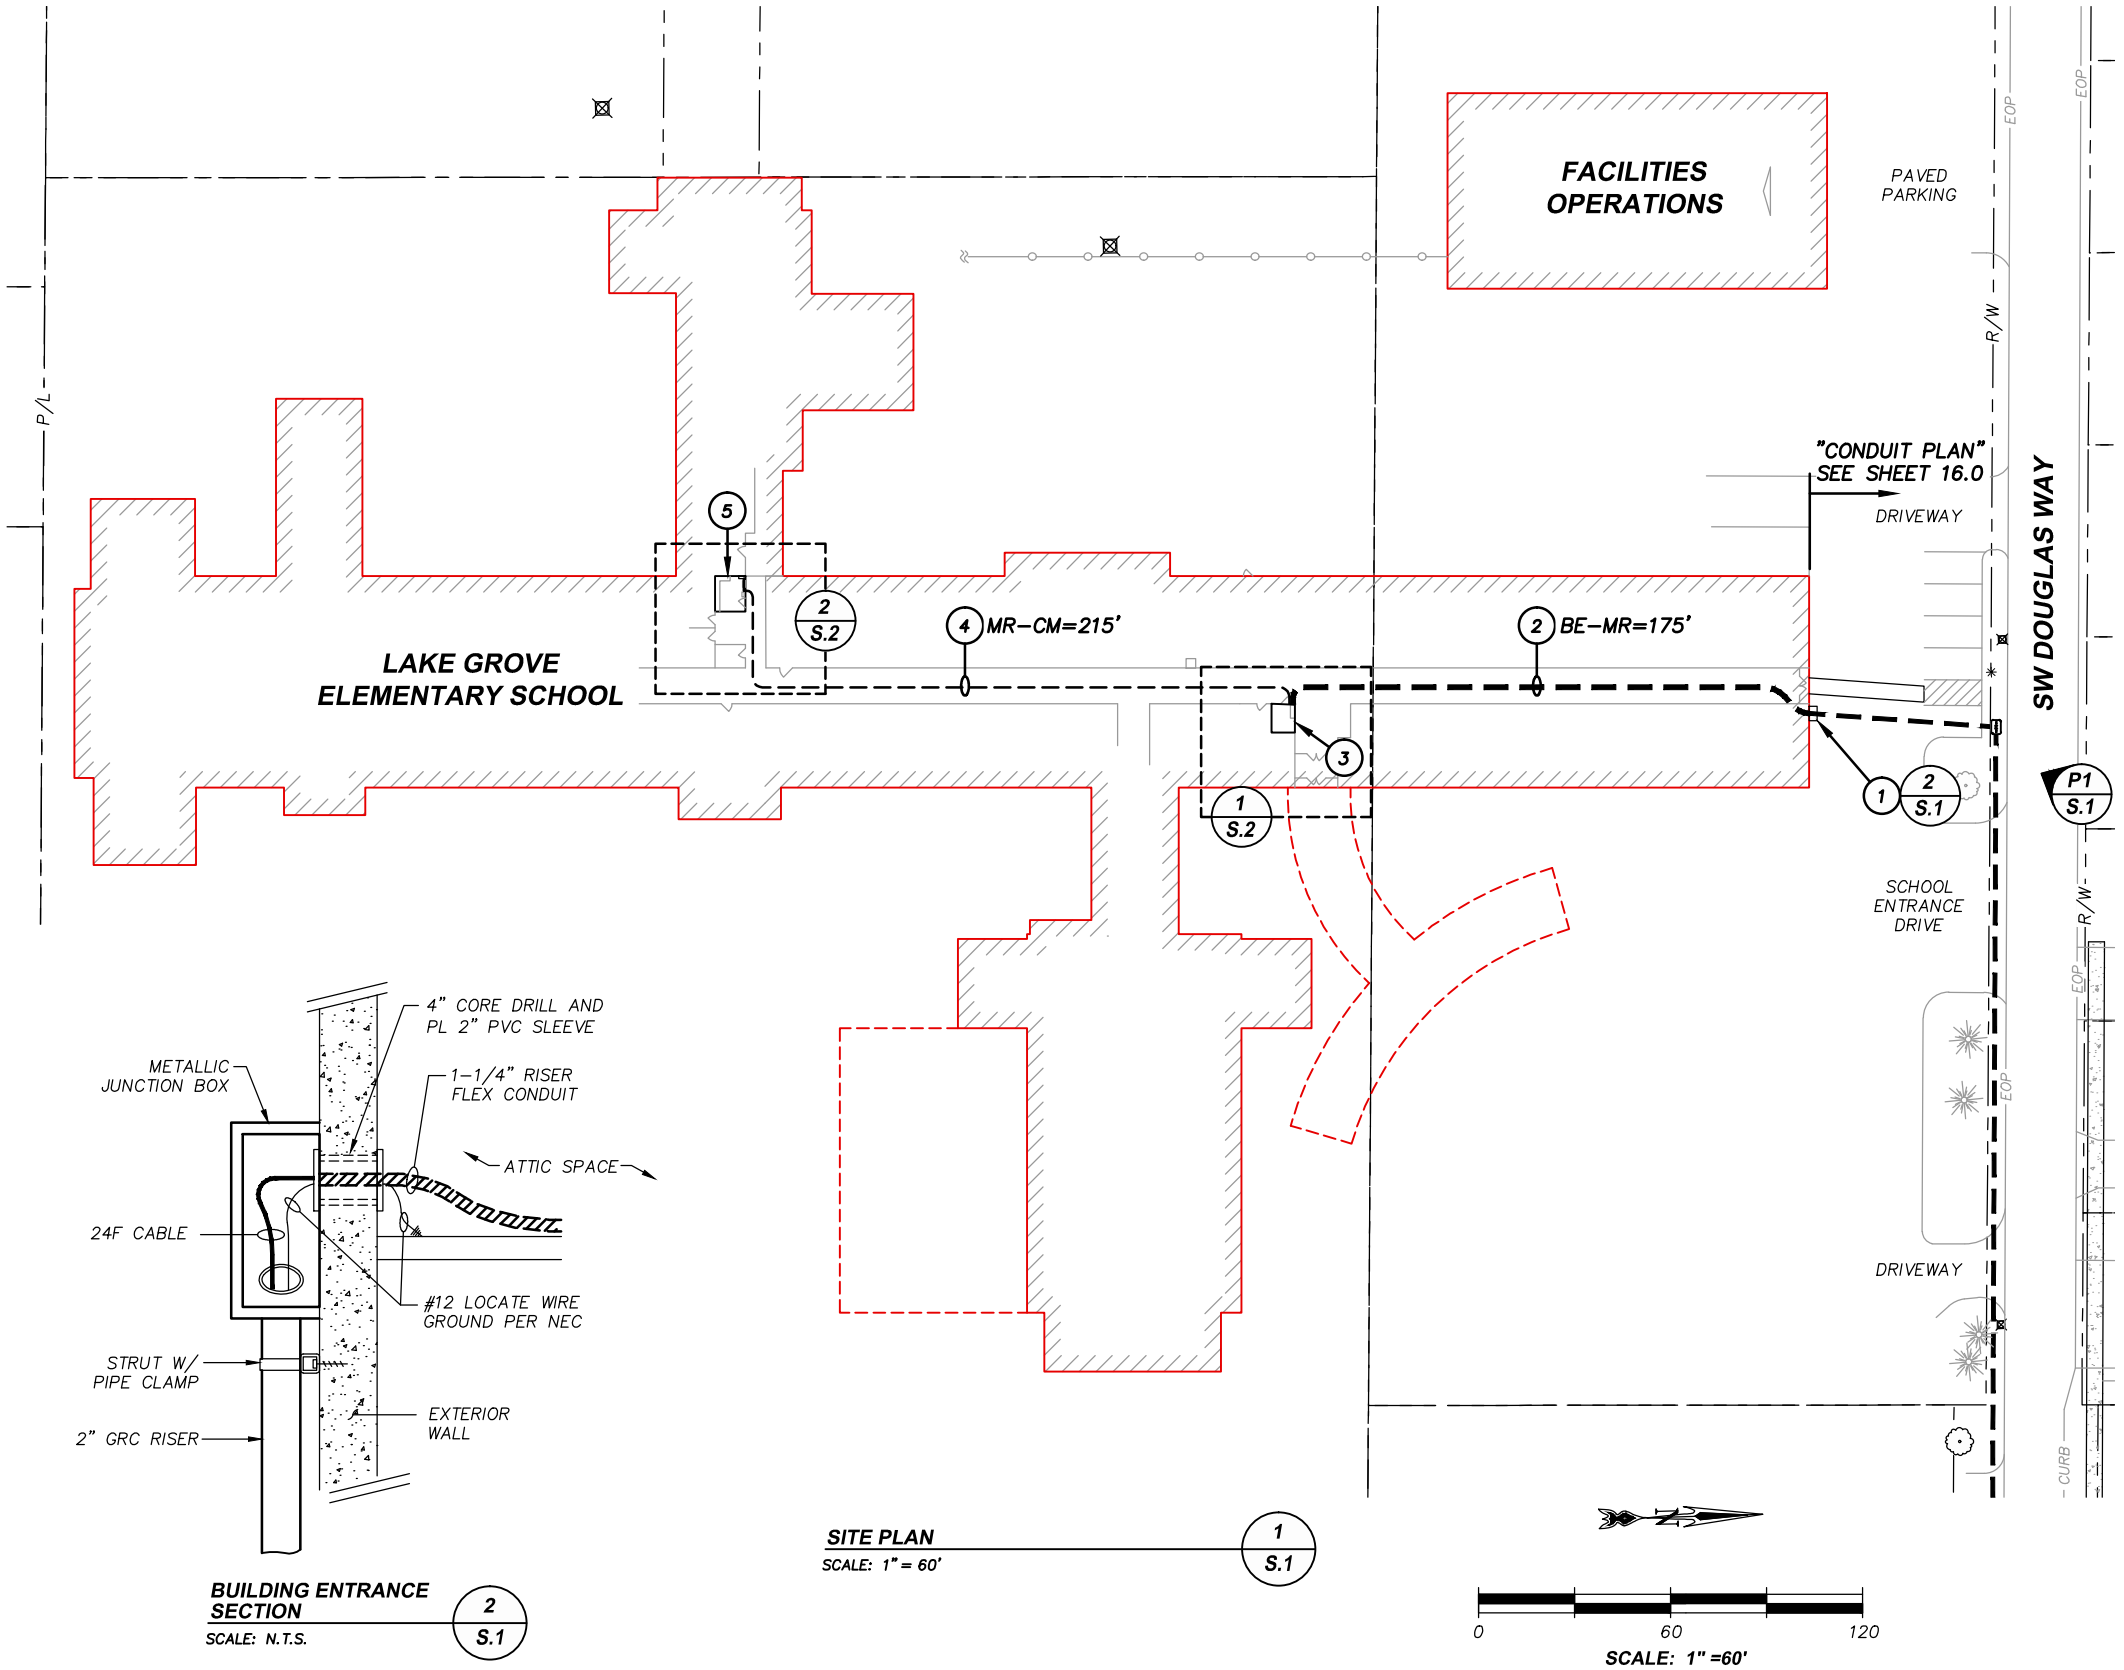 FACILITIES
OPERATIONS
PAVED
PARKING
EOP
EOP
R/W
P/L
"CONDUIT PLAN"
SEE SHEET 16.0
DRIVEWAY
SW DOUGLAS WAY
5
2
S.2
4 MR-CM=215'
2 BE-MR=175'
LAKE GROVE
ELEMENTARY SCHOOL
3
1
S.2
1
2
S.1
P1
S.1
SCHOOL
ENTRANCE
DRIVE
R/W
EOP
EOP
DRIVEWAY
CURB
4" CORE DRILL AND
PL 2" PVC SLEEVE
METALLIC
JUNCTION BOX
1-1/4" RISER
FLEX CONDUIT
ATTIC SPACE
24F CABLE
#12 LOCATE WIRE
GROUND PER NEC
STRUT W/
PIPE CLAMP
EXTERIOR
WALL
2" GRC RISER
BUILDING ENTRANCE
SECTION
SCALE: N.T.S.
2
S.1
SITE PLAN
SCALE: 1" = 60'
1
S.1
N
0 60 120
SCALE: 1" =60'